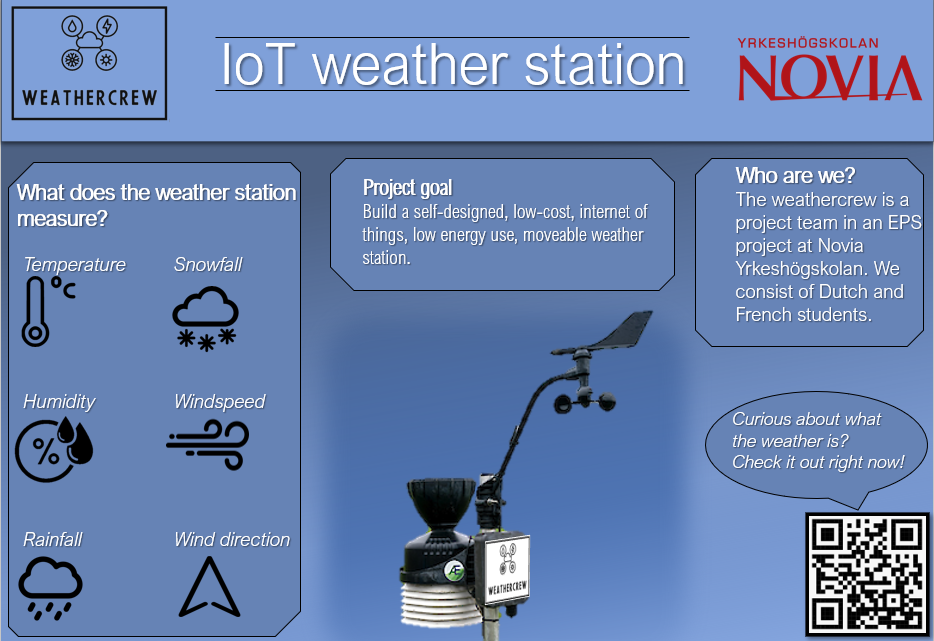 WEATHERCREW
IoT weather station
YRKESHÖGSKOLAN
NOVIA
What does the weather station
measure?
Temperature
Snowfall
°C
Humidity
Windspeed
%
Rainfall
Wind direction
Project goal
Build a self-designed, low-cost, internet of
things, low energy use, moveable weather
station.
Who are we?
The weathercrew is a
project team in an EPS
project at Novia
Yrkeshögskolan. We
consist of Dutch and
French students.
Curious about what
the weather is?
Check it out right now!
Æ
WEATHERCREW